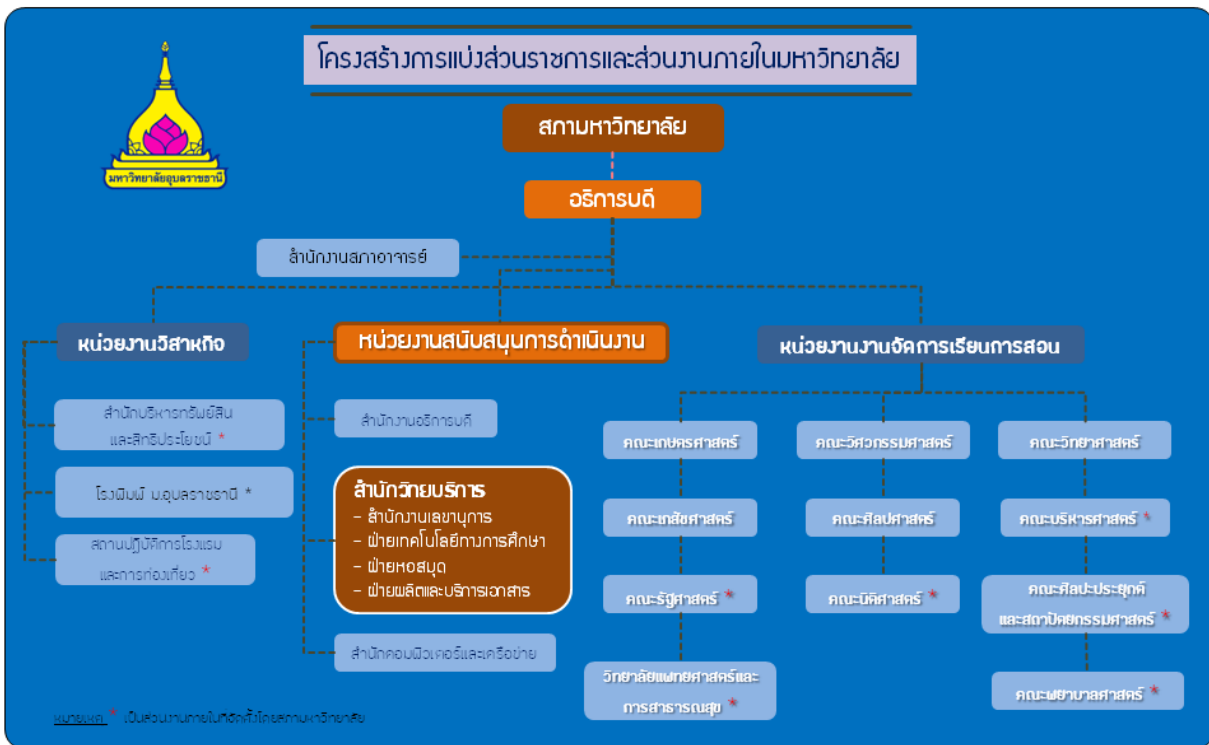 โครงสร้างการแบ่งส่วนราชการและส่วนงานภายในมหาวิทยาลัย
มหาวิทยาลัยอุบลราชธานี
สภามหาวิทยาลัย
อธิการบดี
สำนักงานสภาอาจารย์
หน่วยงานวิสาหกิจ
สำนักบริหารทรัพย์สิน
และสิทธิประโยชน์ *
โรงพิมพ์ ม.อุบลราชธานี *
สถานปฏิบัติการโรงแรม
และการท่องเที่ยว *
หน่วยงานสนับสนุนการดำเนินงาน
สำนักงานอธิการบดี
สำนักวิทยบริการ
- สำนักงานเลขานุการ
- ฝ่ายเทคโนโลยีทางการศึกษา
- ฝ่ายหอสมุด
- ฝ่ายผลิตและบริการเอกสาร
สำนักคอมพิวเตอร์และเครือข่าย
หน่วยงานงานจัดการเรียนการสอน
คณะเกษตรศาสตร์
คณะเภสัชศาสตร์
คณะรัฐศาสตร์ *
วิทยาลัยแพทยศาสตร์และ
การสาธารณสุข *
คณะวิศวกรรมศาสตร์
คณะศิลปศาสตร์
คณะนิติศาสตร์ *
คณะวิทยาศาสตร์
คณะบริหารศาสตร์ *
คณะศิลปะประยุกต์
และสถาปัตยกรรมศาสตร์ *
คณะพยาบาลศาสตร์ *
หมายเหตุ * เป็นส่วนงานภายในที่จัดตั้งโดยสภามหาวิทยาลัย